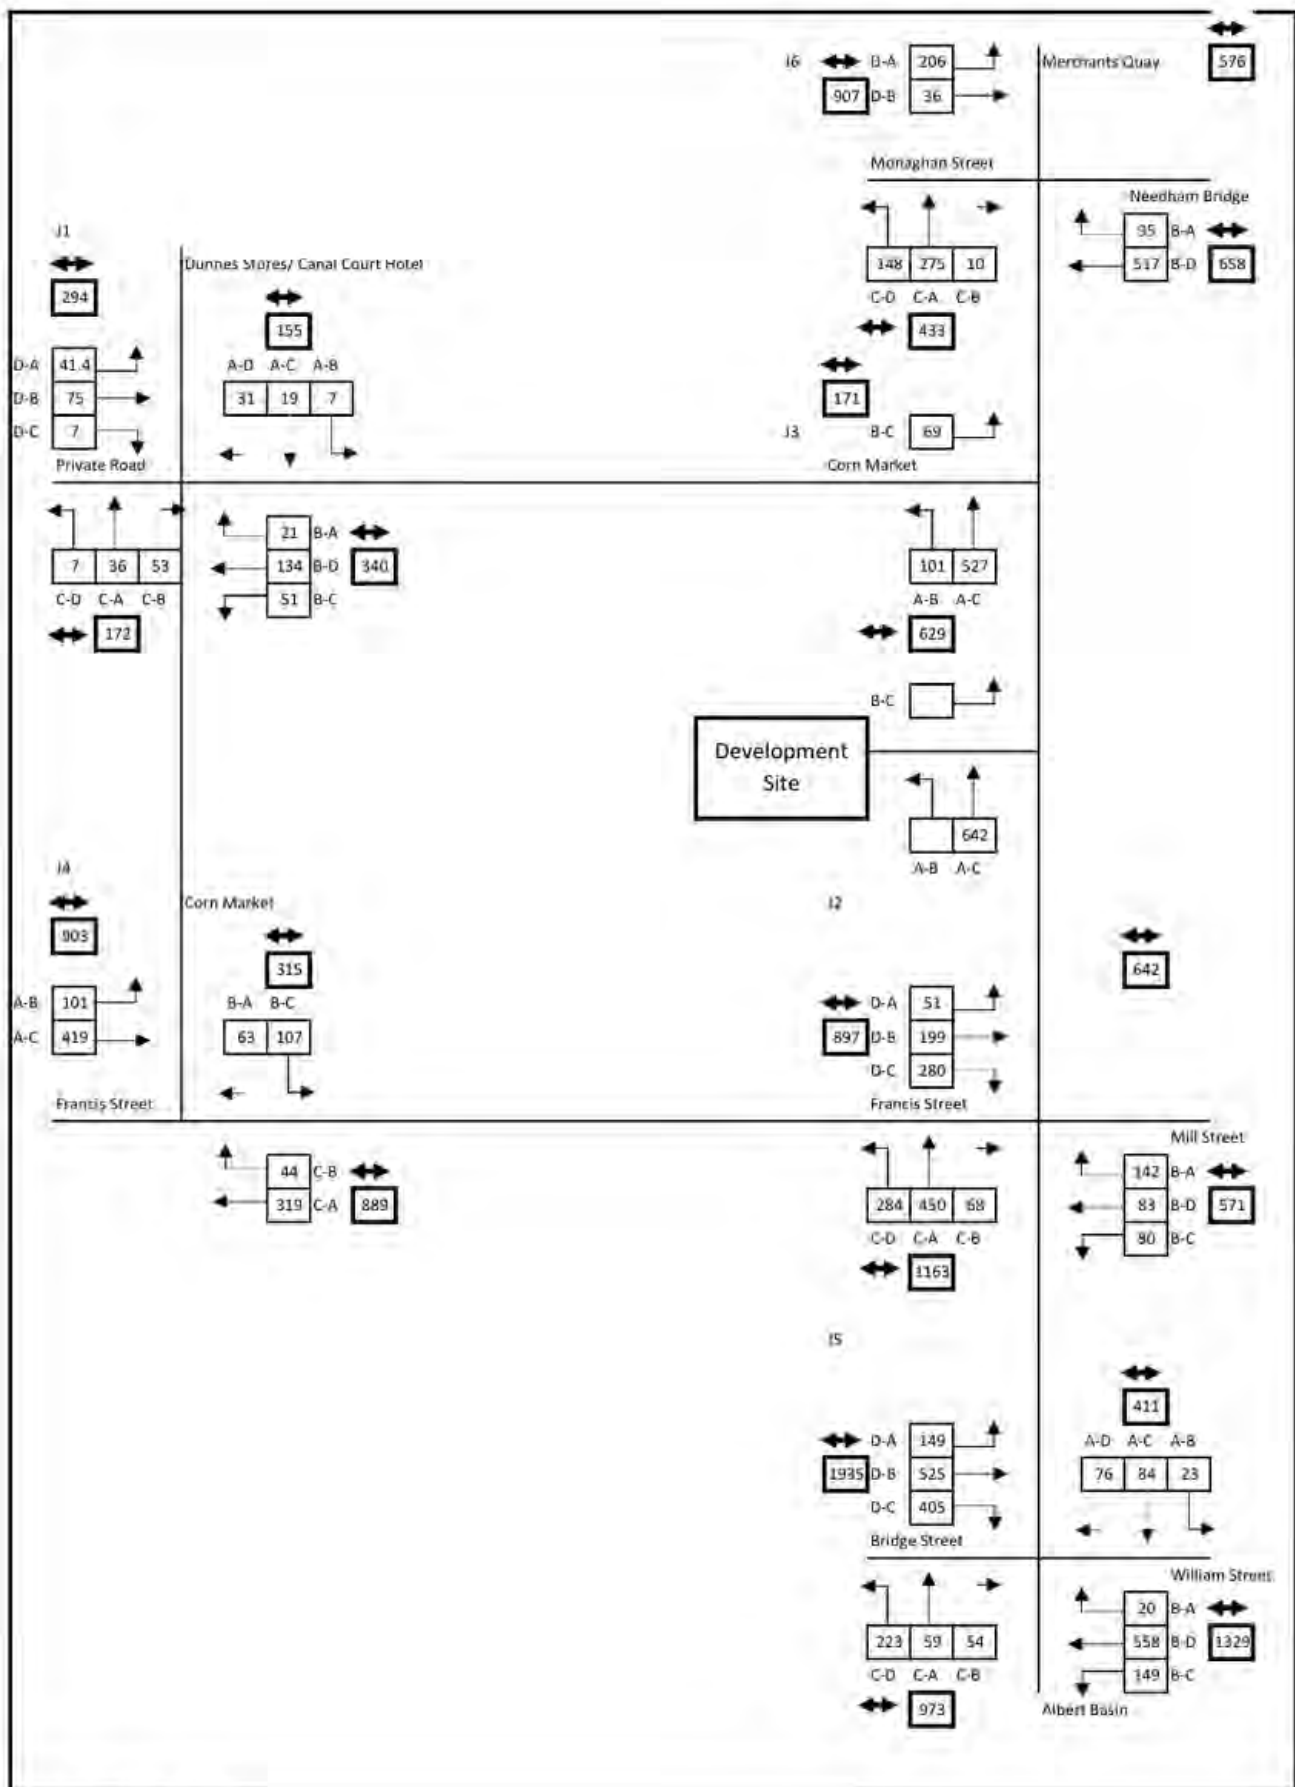 576
J6 B-A 206 Merchants Quay
907 D-B 36
Monaghan Street
Needham Bridge
95 B-A
148 275 10 517 B-D 658
C-D C-A C-B
433
J1
Dunnes Stores/ Canal Court Hotel
294
155
D-A 41.4 A-D A-C A-B
D-B 75 31 19 7
D-C 7
Private Road
171
J3 B-C 69
Corn Market
21 B-A
7 36 53 134 B-D 340
C-D C-A C-B 51 B-C
172
101 527
A-B A-C
629
B-C
Development
Site
642
A-B A-C
J4
Corn Market
903
315
A-B 101 B-A B-C
A-C 419 63 107
Francis Street
J2
642
D-A 51
897 D-B 199
D-C 280
Francis Street
Mill Street
44 C-B
319 C-A 889
142 B-A
284 450 68 83 B-D 571
C-D C-A C-B 80 B-C
1163
J5
411
D-A 149 A-D A-C A-B
1935 D-B 525 76 84 23
D-C 405
Bridge Street
William Street
20 B-A
223 59 54 558 B-D 1329
C-D C-A C-B 149 B-C
973
Albert Basin